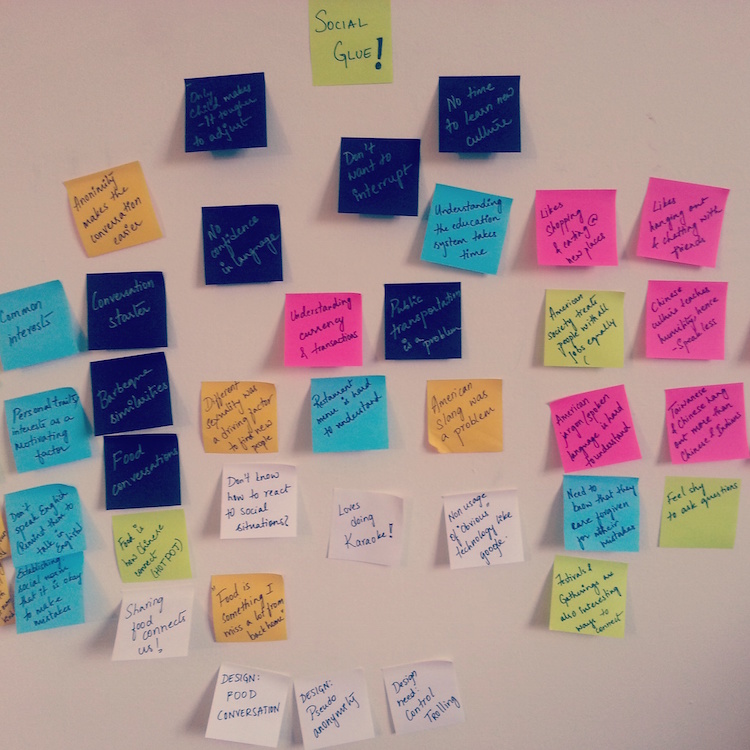 SOCIAL
GLUE!
Only
child makes
it tougher
to adjust
No time
to learn new
culture
Don't
want to
interrupt
Anonimity
makes the
conversation
easier
No
confidence
in language
Understanding
the education
system takes
time
Likes
shopping
& eating @
new places
Likes
hanging out
& chatting with
friends
Common
interests
Conversation
starter
Understanding
currency
& transactions
Public
transportation
is a problem
American
society treats
people with all
jobs equally
Chinese
culture teaches
humility hence
- Speak less
Personal traits/
interests as a
motivating
factor
Barbeque
similarities
Different
sexuality was
a driving factor
to find new
people
Restaurant
menu is hard
to understand
American
slang was
a problem
American
jargon/spoken
language is hard
to understand
Taiwanese
& Chinese hang
out more than
Chinese & Indians
Food
conversations
Don't
speak English
them to
talk in
English
Food is
how Chinese
connect
(HOT POT)
Don't know
how to react
to social
situations?
Loves
doing
Karaoke!
Non usage
of "obvious"
technology like
google.
Need to
know that they
are forgiven
for their
mistakes
Feel shy
to ask questions
Establishing
social norms
that it is okay
to make
mistakes
Sharing
food connects
us!
"Food is
something I
miss a lot from
back home"
Festivals &
Gatherings are
also interesting
ways to
connect
DESIGN:
FOOD
CONVERSATION
DESIGN:
Pseudo
anonymity
Design
need:
Control
Trolling